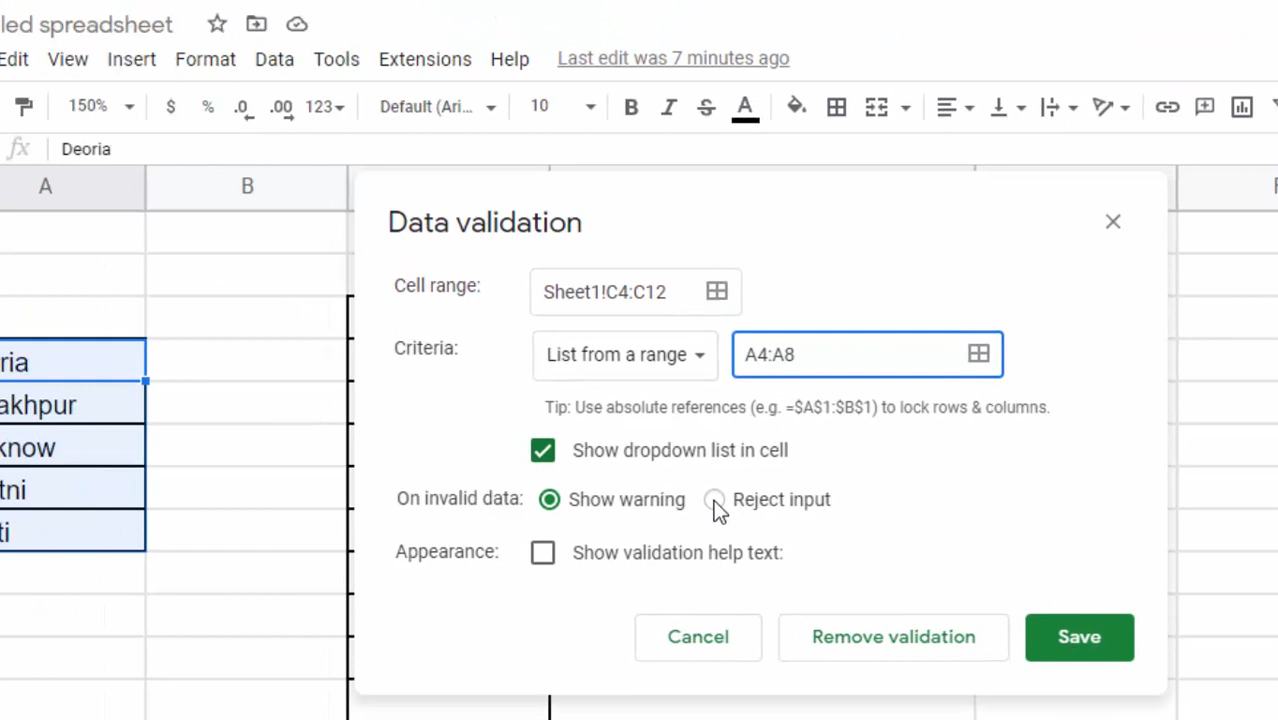 led spreadsheet
Edit View Insert Format Data Tools Extensions Help Last edit was 7 minutes ago
150% $ % .0 .00 123 Default (Ari... 10 B I S A
fx Deoria
A B
Data validation
Cell range: Sheet1!C4:C12
ria
Criteria: List from a range A4:A8
akhpur
Tip: Use absolute references (e.g. =$A$1:$B$1) to lock rows & columns.
know
Show dropdown list in cell
tni
On invalid data: Show warning Reject input
ti
Appearance: Show validation help text:
Cancel Remove validation Save